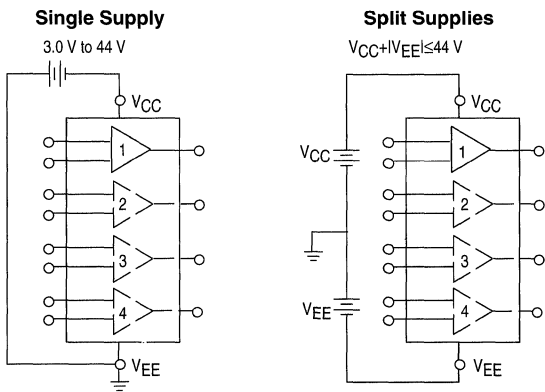 Single Supply
3.0 V to 44 V
VCC
1
2
3
4
VEE
Split Supplies
VCC+|VEE|≤44 V
VCC
VCC
1
2
3
VEE
4
VEE